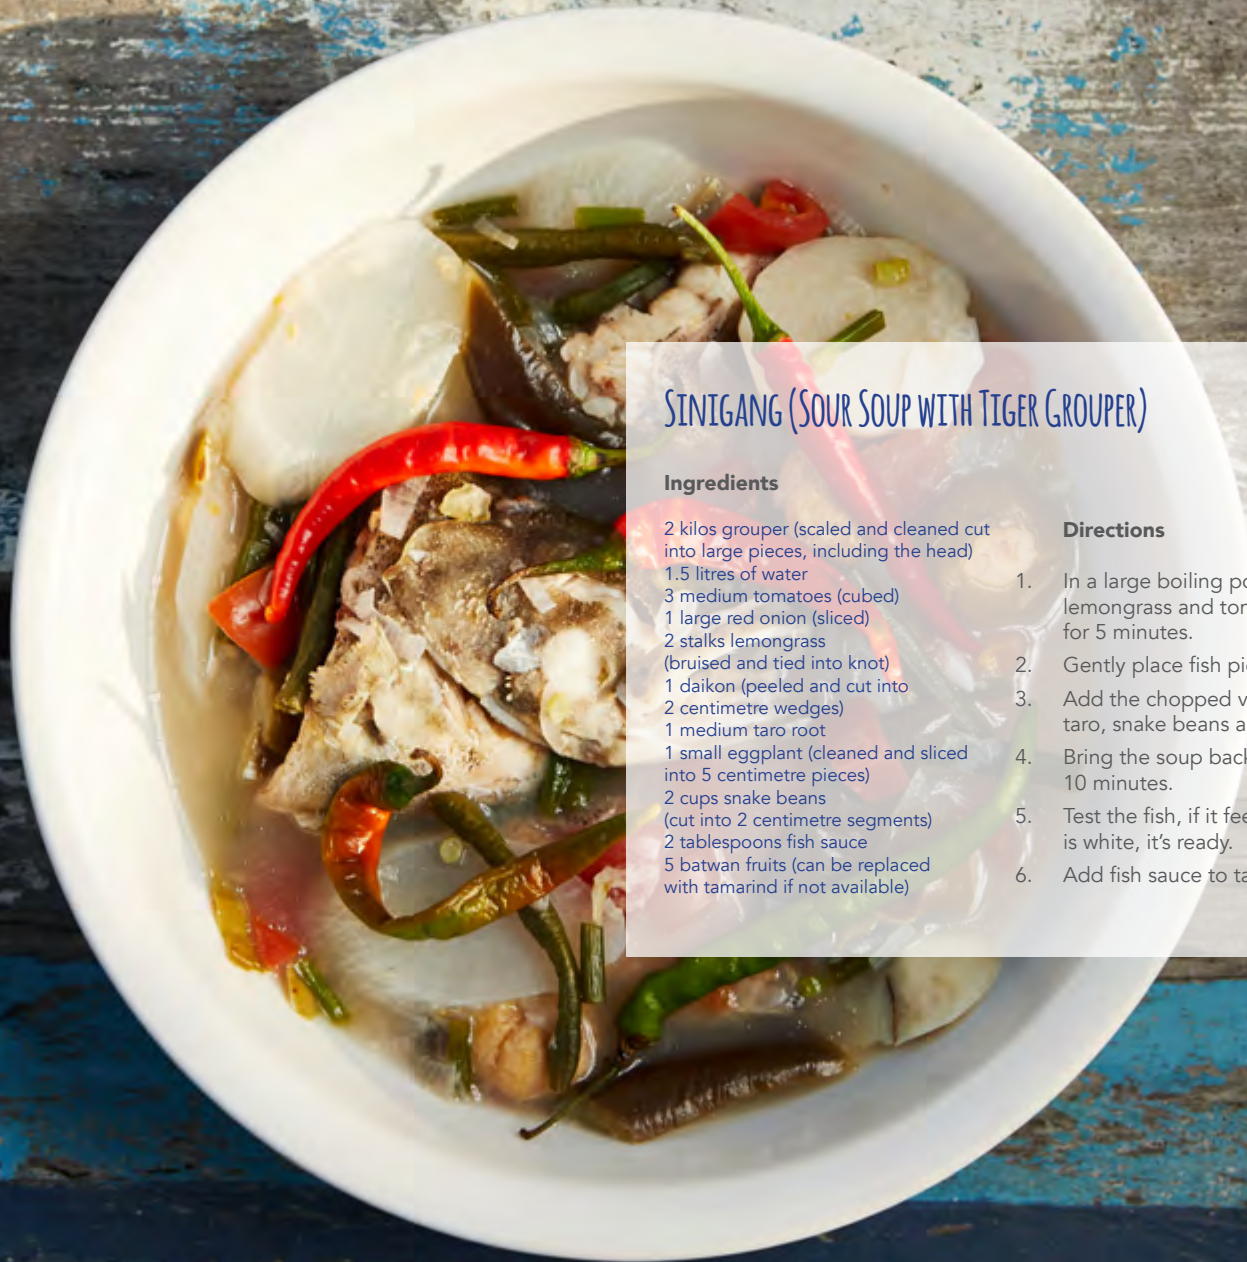 Sinigang (Sour Soup with Tiger Grouper)
Ingredients
2 kilos grouper (scaled and cleaned cut
into large pieces, including the head)
1.5 litres of water
3 medium tomatoes (cubed)
1 large red onion (sliced)
2 stalks lemongrass
(bruised and tied into knot)
1 daikon (peeled and cut into
2 centimetre wedges)
1 medium taro root
1 small eggplant (cleaned and sliced
into 5 centimetre pieces)
2 cups snake beans
(cut into 2 centimetre segments)
2 tablespoons fish sauce
5 batwan fruits (can be replaced
with tamarind if not available)
Directions
1. In a large boiling
lemongrass and
for 5 minutes.
2. Gently place fish
3. Add the chopped
taro, snake beans
4. Bring the soup
10 minutes.
5. Test the fish, if it
is white, it's ready.
6. Add fish sauce to